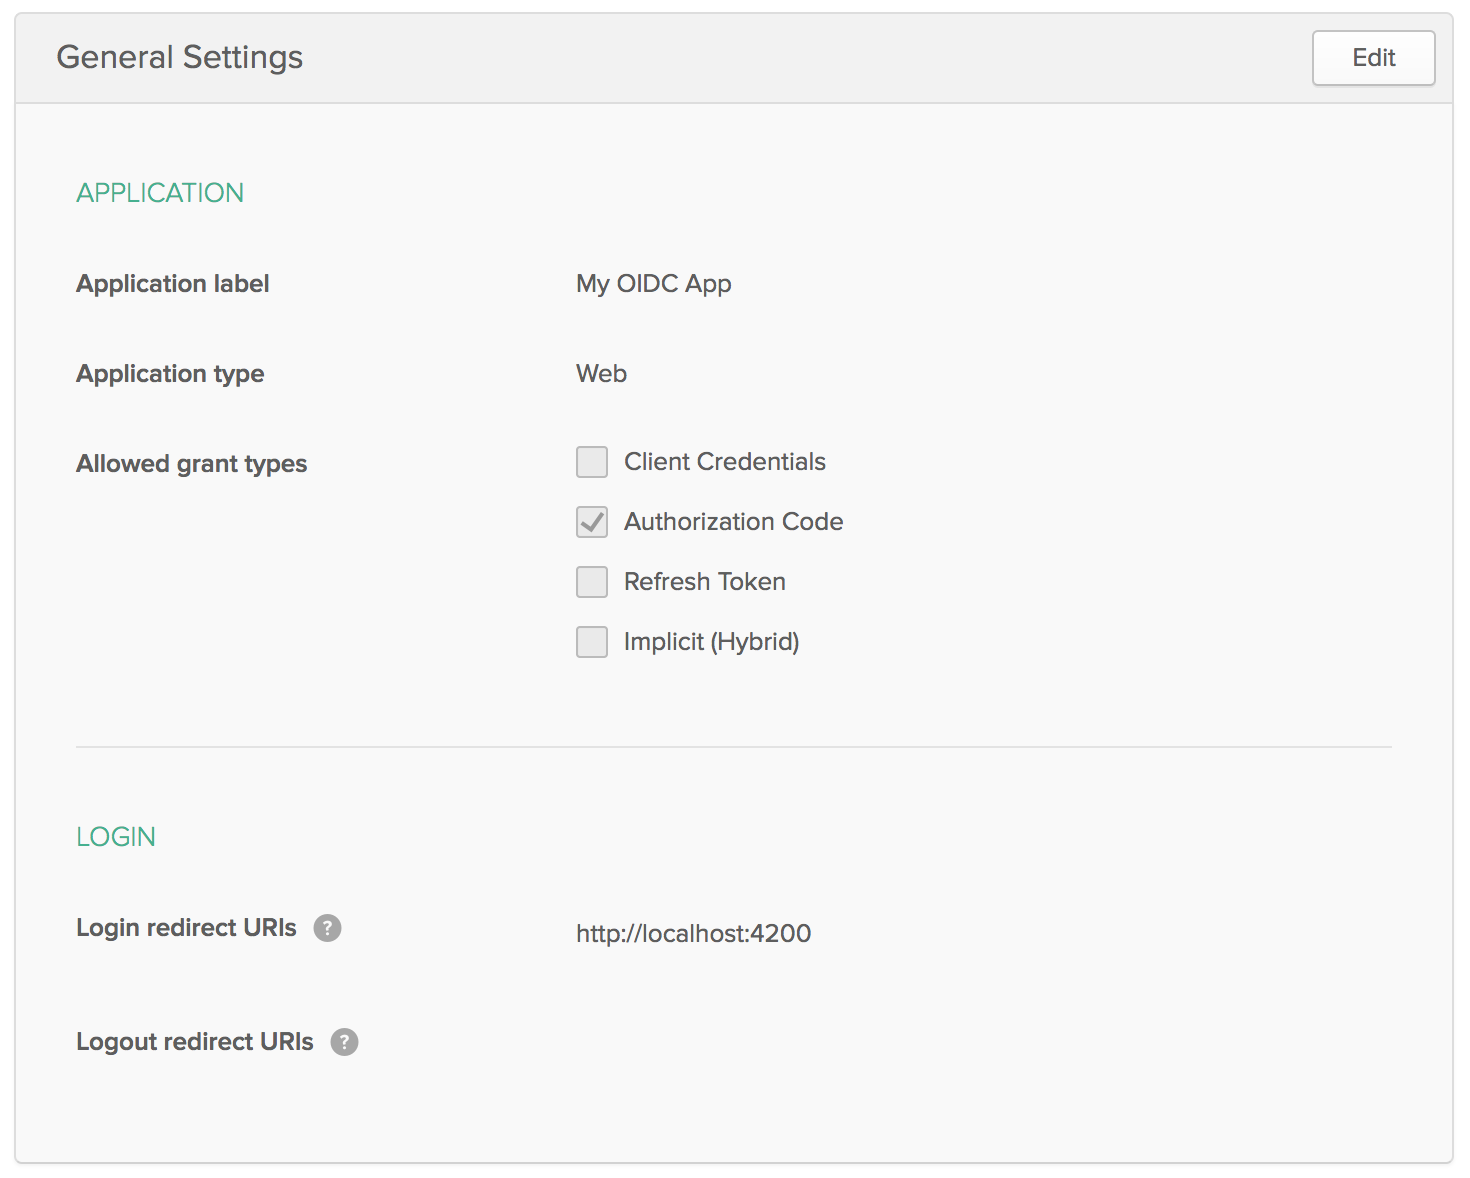 General Settings
Edit
APPLICATION
Application label
My OIDC App
Application type
Web
Allowed grant types
Client Credentials
Authorization Code
Refresh Token
Implicit (Hybrid)
LOGIN
Login redirect URIs ?
http://localhost:4200
Logout redirect URIs ?